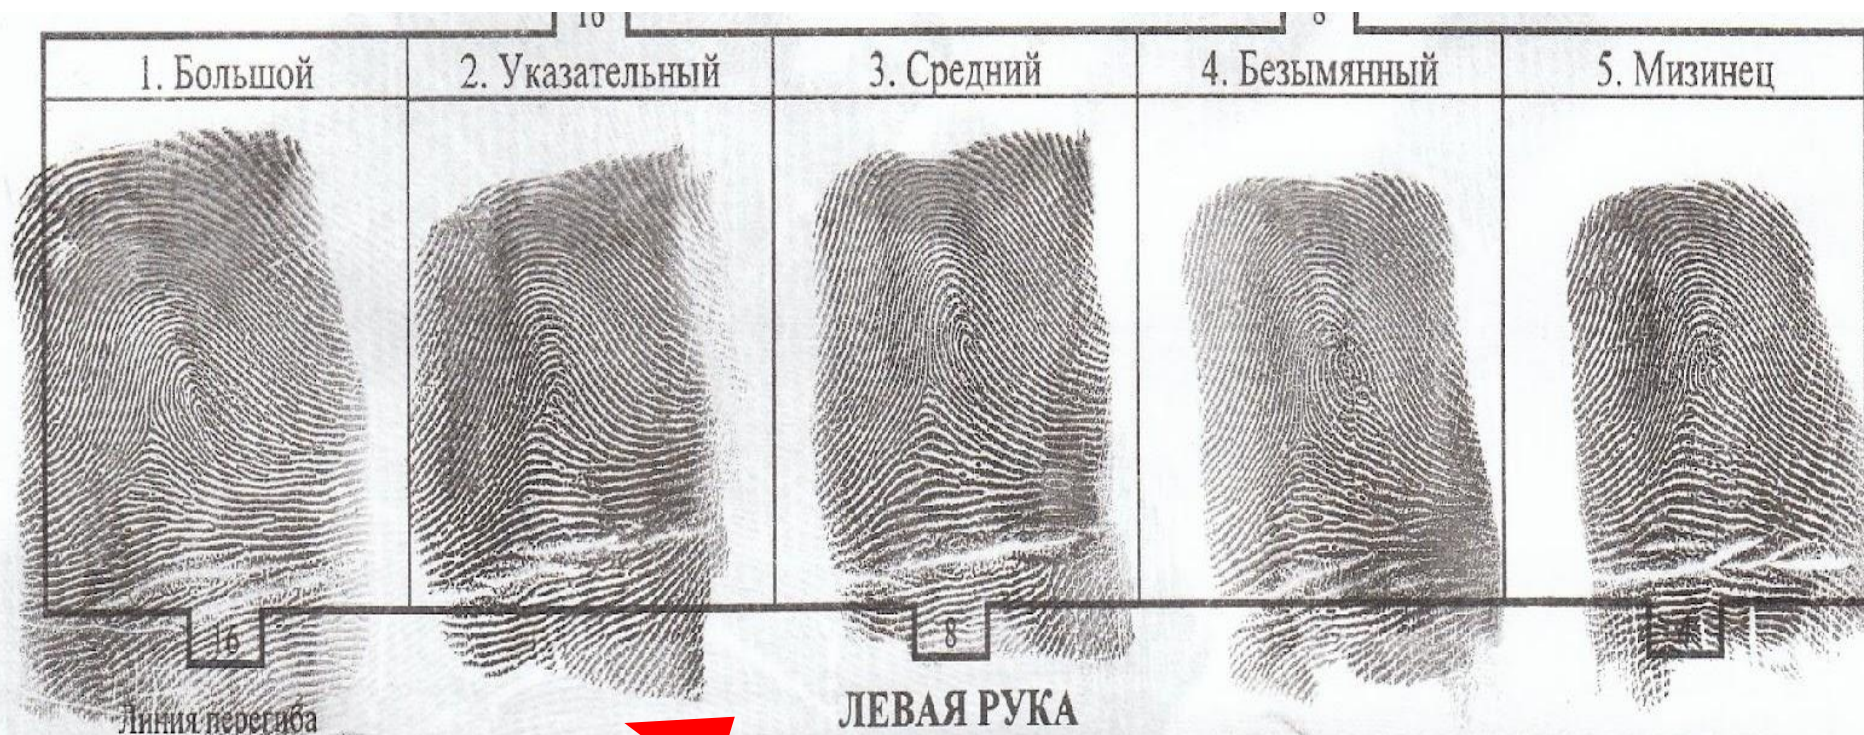 16 8
1. Большой 2. Указательный 3. Средний 4. Безымянный 5. Мизинец
16 8
Линия перегиба
ЛЕВАЯ РУКА